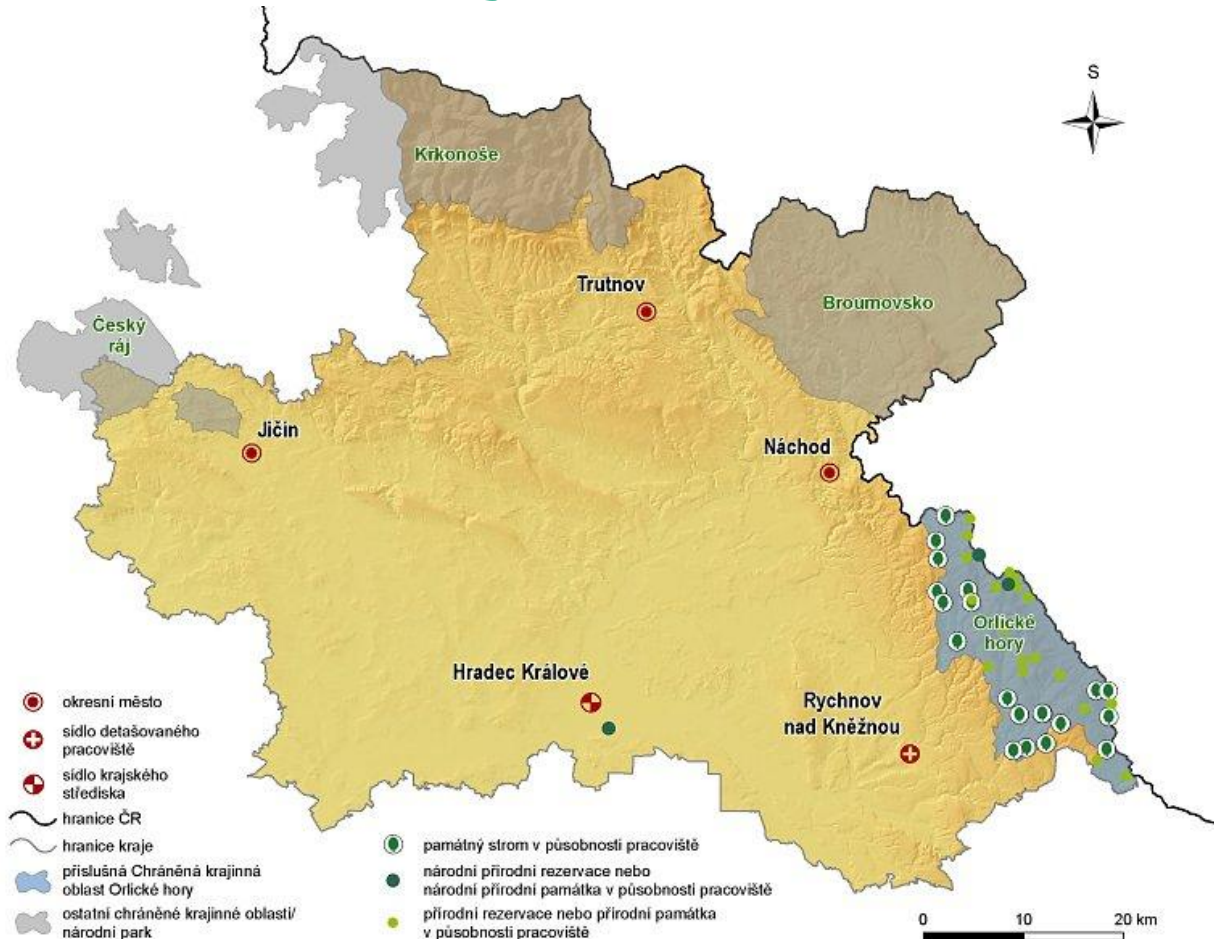 S
Krkonoše
Trutnov
Broumovsko
Český
ráj
Jičín
Náchod
Orlické
hory
Hradec Králové
Rychnov
nad Kněžnou
okresní město
sídlo detašovaného
pracoviště
sídlo krajského
střediska
hranice ČR
hranice kraje
příslušná Chráněná krajinná
oblast Orlické hory
ostatní chráněné krajinné oblasti/
národní park
památný strom v působnosti pracoviště
národní přírodní rezervace nebo
národní přírodní památka v působnosti pracoviště
přírodní rezervace nebo přírodní památka
v působnosti pracoviště
0 10 20 km